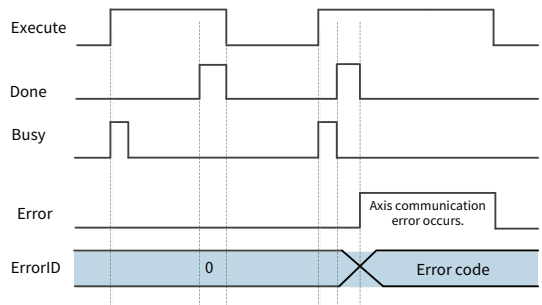 Execute
Done
Busy
Error
Axis communication
error occurs.
ErrorID
0
Error code